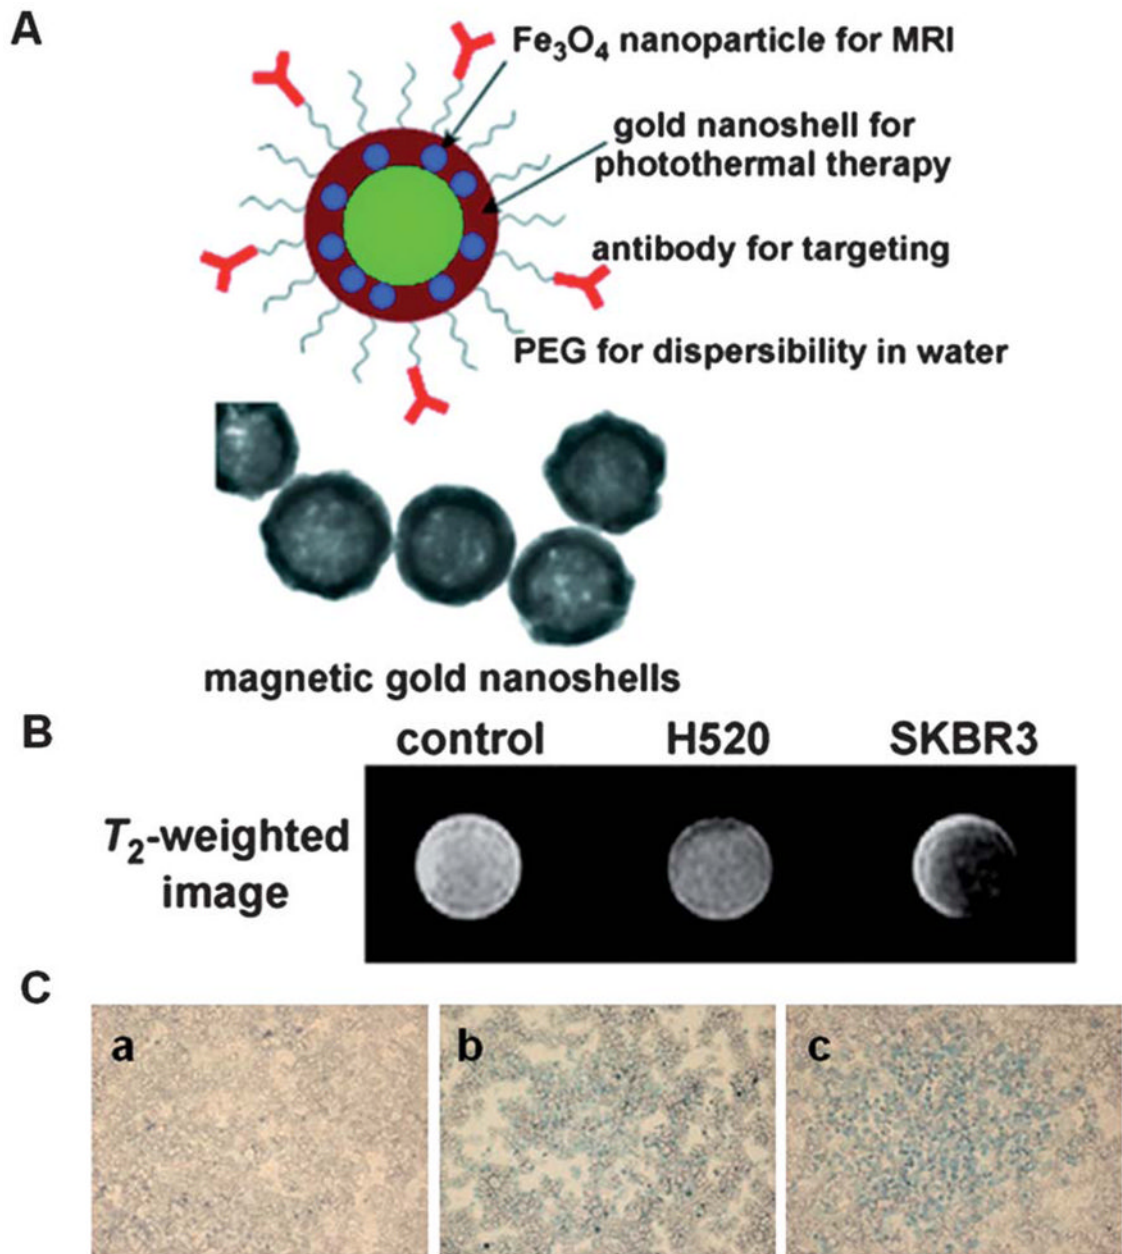 A
Fe₃O₄ nanoparticle for MRI
gold nanoshell for
photothermal therapy
antibody for targeting
PEG for dispersibility in water
magnetic gold nanoshells
B
control H520 SKBR3
T₂-weighted
image
C
a b c